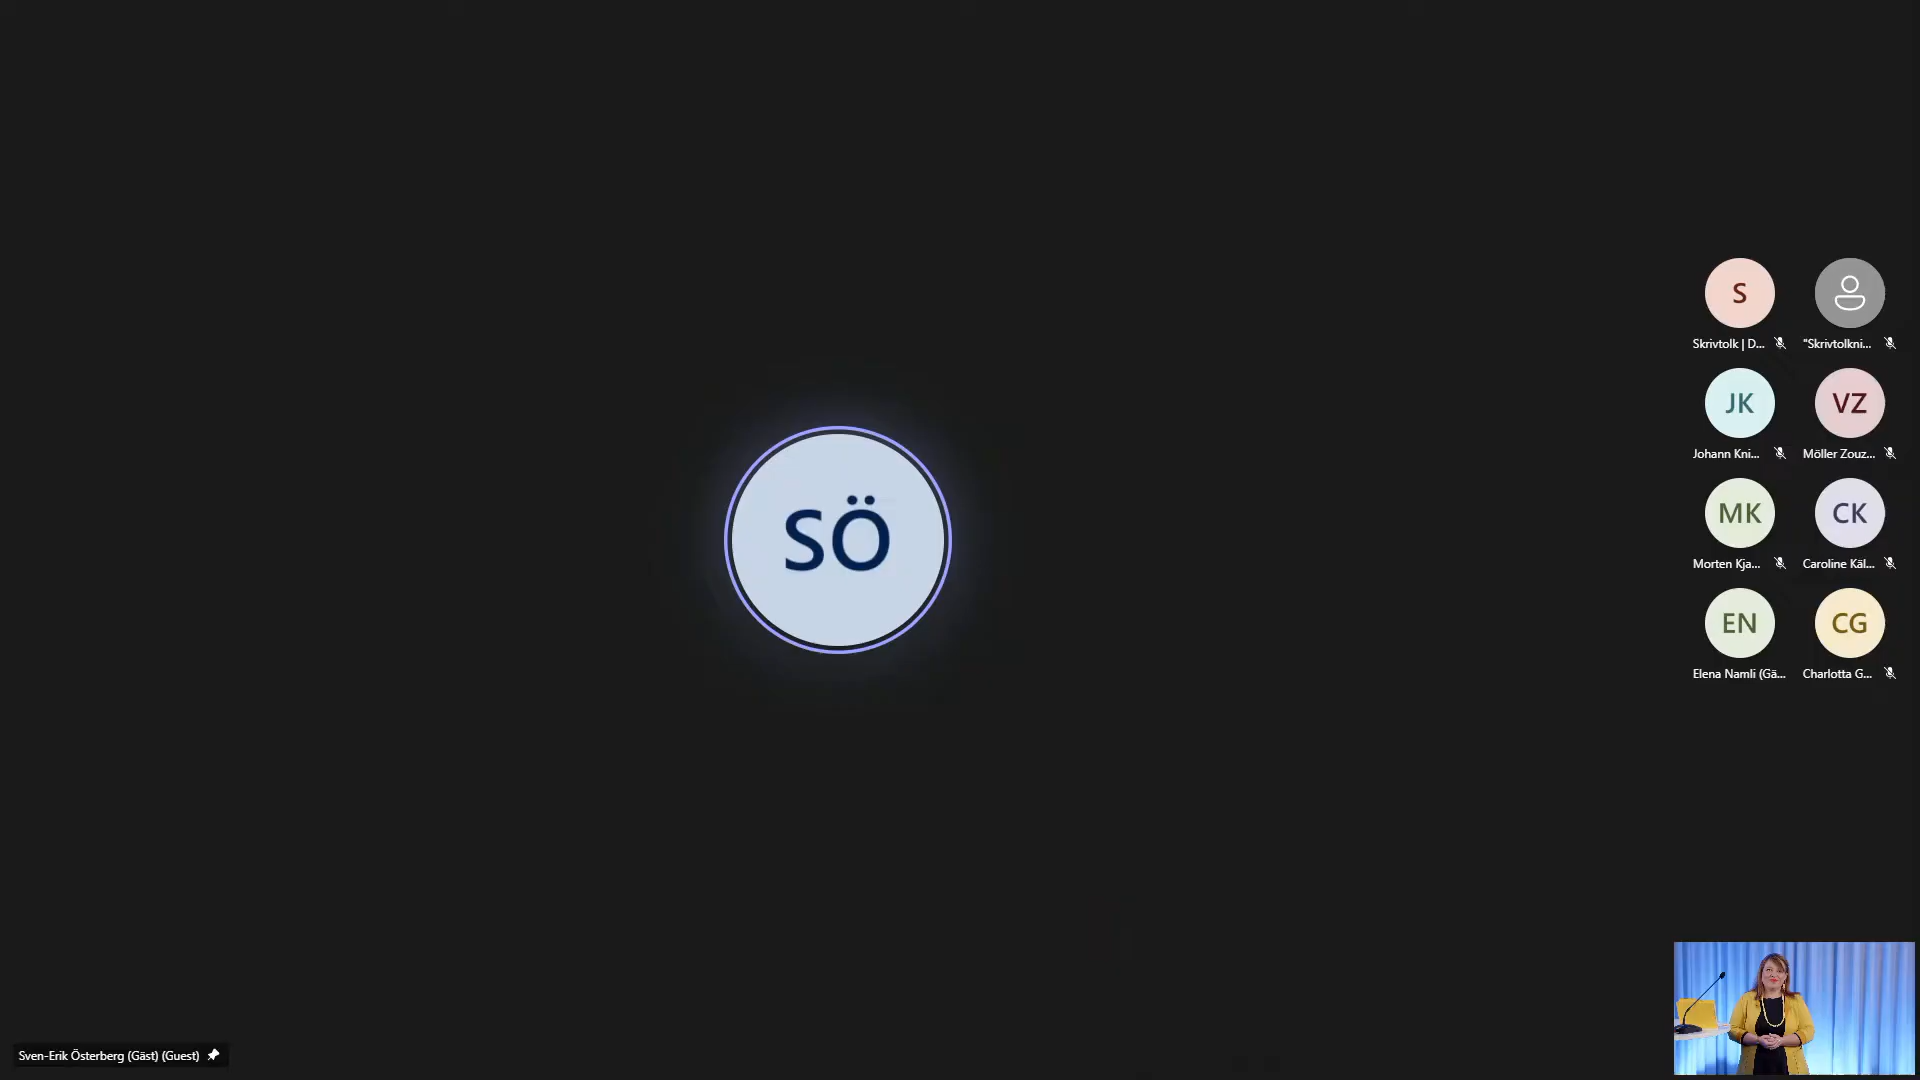 S
Skrivtolk | D...
"Skrivtolkni...
JK
VZ
Johann Kni...
Möller Zouz...
MK
CK
Morten Kja...
Caroline Käl...
EN
CG
Elena Namli (Gä...
Charlotta G...
SÖ
Sven-Erik Österberg (Gäst) (Guest)